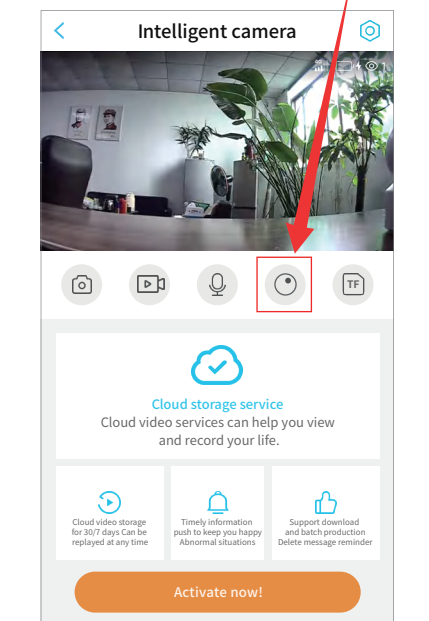 Intelligent camera
4G
1
TF
Cloud storage service
Cloud video services can help you view
and record your life.
Cloud video storage
for 30/7 days Can be
replayed at any time
Timely information
push to keep you happy
Abnormal situations
Support download
and batch production
Delete message reminder
Activate now!